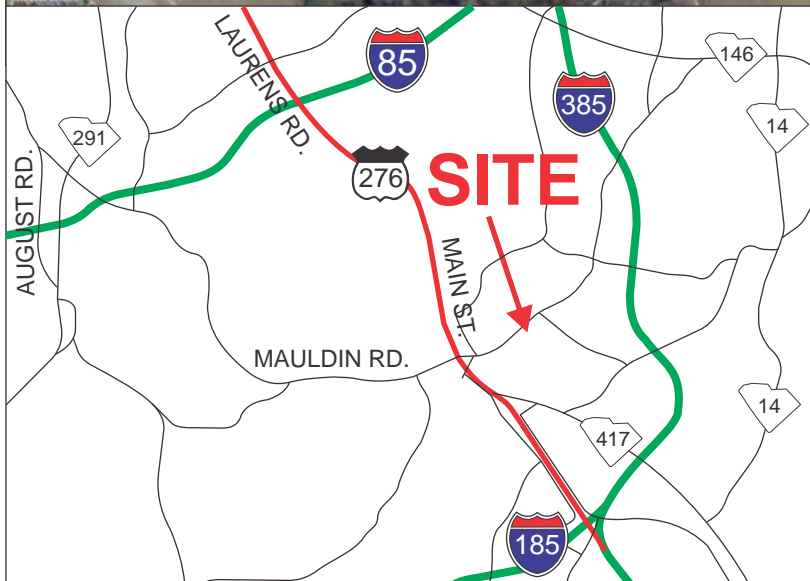 146
85
385
LAURENS RD.
14
291
276
SITE
AUGUST RD.
MAIN ST.
MAULDIN RD.
14
417
185